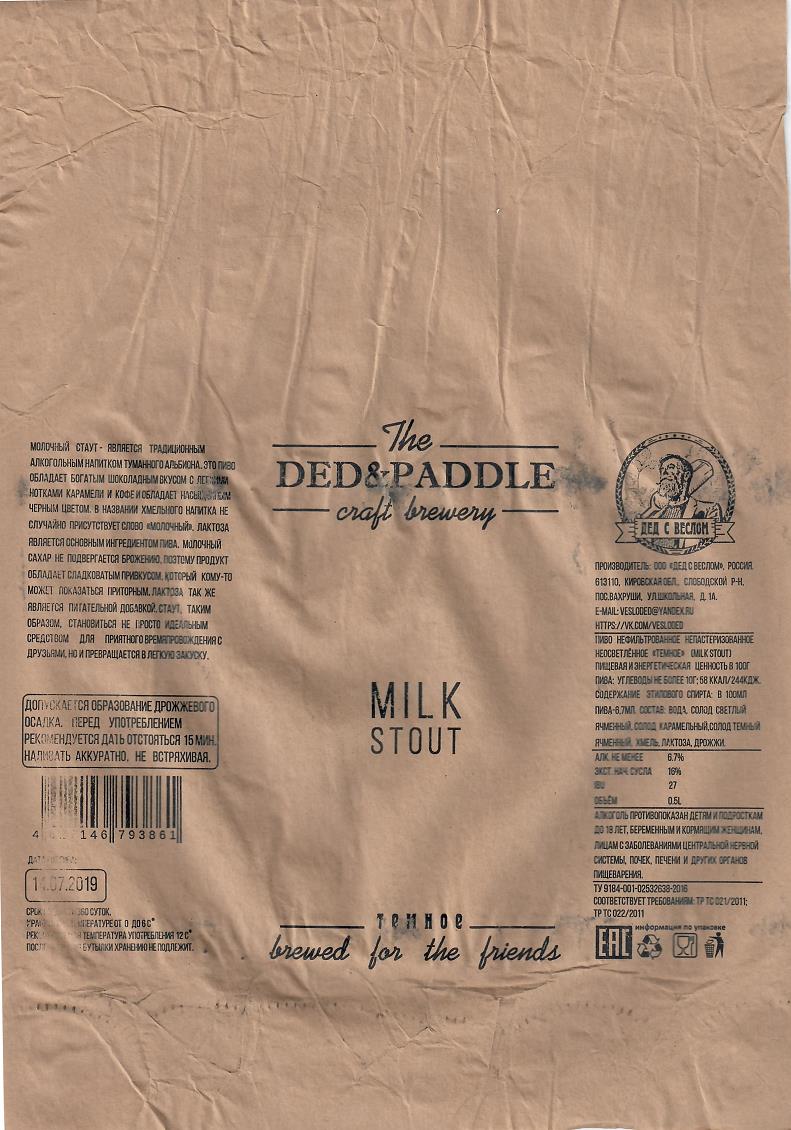 МОЛОЧНЫЙ СТАУТ - ЯВЛЯЕТСЯ ТРАДИЦИОННЫМ
АЛКОГОЛЬНЫМ НАПИТКОМ ТУМАННОГО АЛЬБИОНА. ЭТО ПИВО
ОБЛАДАЕТ БОГАТЫМ ШОКОЛАДНЫМ ВКУСОМ С ЛЕГКИМИ
НОТКАМИ КАРАМЕЛИ И КОФЕ И ОБЛАДАЕТ НАСЫЩЕННЫМ
ЧЕРНЫМ ЦВЕТОМ. В НАЗВАНИИ ХМЕЛЬНОГО НАПИТКА НЕ
СЛУЧАЙНО ПРИСУТСТВУЕТ СЛОВО «МОЛОЧНЫЙ». ЛАКТОЗА
ЯВЛЯЕТСЯ ОСНОВНЫМ ИНГРЕДИЕНТОМ ПИВА. МОЛОЧНЫЙ
САХАР НЕ ПОДВЕРГАЕТСЯ БРОЖЕНИЮ, ПОЭТОМУ ПРОДУКТ
ОБЛАДАЕТ СЛАДКОВАТЫМ ПРИВКУСОМ, КОТОРЫЙ КОМУ-ТО
МОЖЕТ ПОКАЗАТЬСЯ ПРИТОРНЫМ. ЛАКТОЗА ТАК ЖЕ
ЯВЛЯЕТСЯ ПИТАТЕЛЬНОЙ ДОБАВКОЙ. СТАУТ, ТАКИМ
ОБРАЗОМ, СТАНОВИТЬСЯ НЕ ПРОСТО ИДЕАЛЬНЫМ
СРЕДСТВОМ ДЛЯ ПРИЯТНОГО ВРЕМЯПРОВОЖДЕНИЯ С
ДРУЗЬЯМИ, НО И ПРЕВРАЩАЕТСЯ В ЛЕГКУЮ ЗАКУСКУ.
ДОПУСКАЕТСЯ ОБРАЗОВАНИЕ ДРОЖЖЕВОГО
ОСАДКА. ПЕРЕД УПОТРЕБЛЕНИЕМ
РЕКОМЕНДУЕТСЯ ДАТЬ ОТСТОЯТЬСЯ 15 МИН.
НАЛИВАТЬ АККУРАТНО, НЕ ВСТРЯХИВАЯ.
4 146 793861
.07.2019
СУТОК.
ОТ 0 ДО 6 С°
ТЕМПЕРАТУРА УПОТРЕБЛЕНИЯ 12 С°
БУТЫЛКИ ХРАНЕНИЮ НЕ ПОДЛЕЖИТ.
The
DED&PADDLE
craft brewery
MILK
STOUT
темное
brewed for the friends
ДЕД С ВЕСЛОМ
ПРОИЗВОДИТЕЛЬ: ООО «ДЕД С ВЕСЛОМ», РОССИЯ.
613110, КИРОВСКАЯ ОБЛ., СЛОБОДСКОЙ Р-Н,
ПОС.ВАХРУШИ, УЛ.ШКОЛЬНАЯ, Д. 1А.
E-MAIL: VESLODED@YANDEX.RU
HTTPS://VK.COM/VESLODED
ПИВО НЕФИЛЬТРОВАННОЕ НЕПАСТЕРИЗОВАННОЕ
НЕОСВЕТЛЁННОЕ «ТЕМНОЕ» (MILK STOUT)
ПИЩЕВАЯ И ЭНЕРГЕТИЧЕСКАЯ ЦЕННОСТЬ В 100Г
ПИВА: УГЛЕВОДЫ НЕ БОЛЕЕ 10Г; 58 ККАЛ/244КДЖ.
СОДЕРЖАНИЕ ЭТИЛОВОГО СПИРТА: В 100МЛ
ПИВА-6,7МЛ. СОСТАВ: ВОДА, СОЛОД СВЕТЛЫЙ
ЯЧМЕННЫЙ, СОЛОД КАРАМЕЛЬНЫЙ,СОЛОД ТЕМНЫЙ
ЯЧМЕННЫЙ, ХМЕЛЬ, ЛАКТОЗА, ДРОЖЖИ.
АЛК. НЕ МЕНЕЕ 6.7%
ЭКСТ. НАЧ. СУСЛА 16%
IBU 27
ОБЪЁМ 0.5L
АЛКОГОЛЬ ПРОТИВОПОКАЗАН ДЕТЯМ И ПОДРОСТКАМ
ДО 18 ЛЕТ, БЕРЕМЕННЫМ И КОРМЯЩИМ ЖЕНЩИНАМ,
ЛИЦАМ С ЗАБОЛЕВАНИЯМИ ЦЕНТРАЛЬНОЙ НЕРВНОЙ
СИСТЕМЫ, ПОЧЕК, ПЕЧЕНИ И ДРУГИХ ОРГАНОВ
ПИЩЕВАРЕНИЯ.
ТУ 9184-001-02532638-2016
СООТВЕТСТВУЕТ ТРЕБОВАНИЯМ: ТР ТС 021/2011;
ТР ТС 022/2011
информация по упаковке
EAC